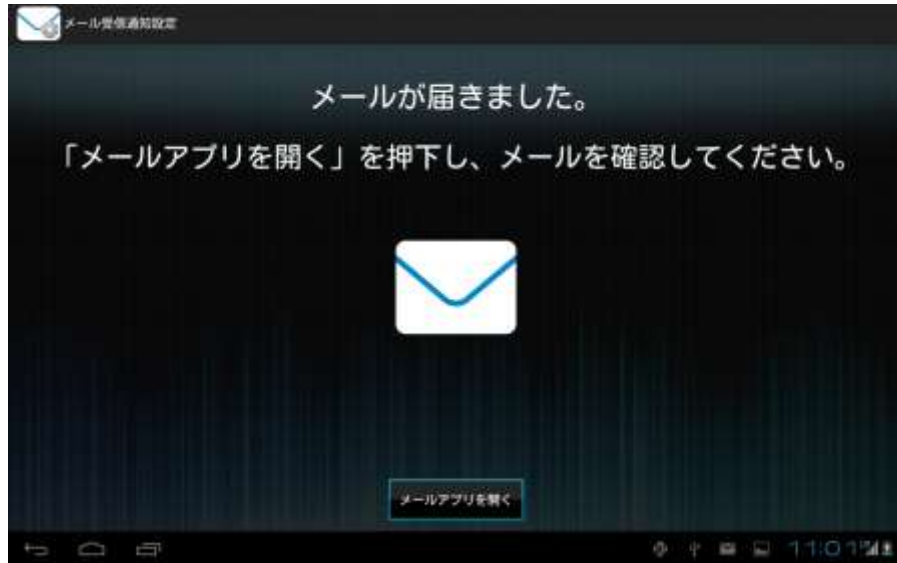 メール受信通知設定
メールが届きました。
「メールアプリを開く」を押下し、メールを確認してください。
メールアプリを開く
11:01